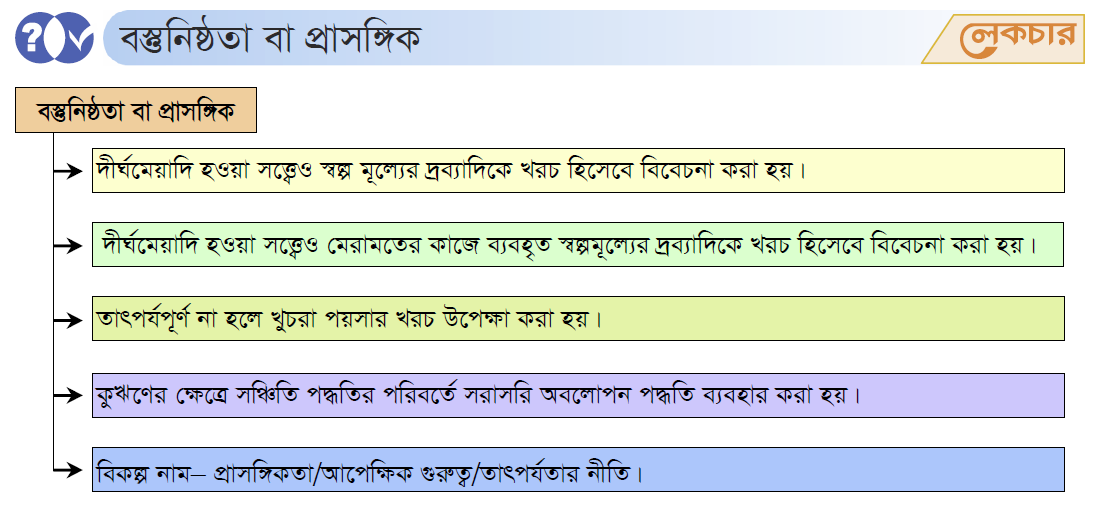 বস্তুনিষ্ঠতা বা প্রাসঙ্গিক
লেকচার
বস্তুনিষ্ঠতা বা প্রাসঙ্গিক
দীর্ঘমেয়াদি হওয়া সত্ত্বেও স্বল্প মূল্যের দ্রব্যাদিকে খরচ হিসেবে বিবেচনা করা হয়।
দীর্ঘমেয়াদি হওয়া সত্ত্বেও মেরামতের কাজে ব্যবহৃত স্বল্পমূল্যের দ্রব্যাদিকে খরচ হিসেবে বিবেচনা করা হয়।
তাৎপর্যপূর্ণ না হলে খুচরা পয়সার খরচ উপেক্ষা করা হয়।
কুঋণের ক্ষেত্রে সঞ্চিতি পদ্ধতির পরিবর্তে সরাসরি অবলোপন পদ্ধতি ব্যবহার করা হয়।
বিকল্প নাম– প্রাসঙ্গিকতা/আপেক্ষিক গুরুত্ব/তাৎপর্যতার নীতি।